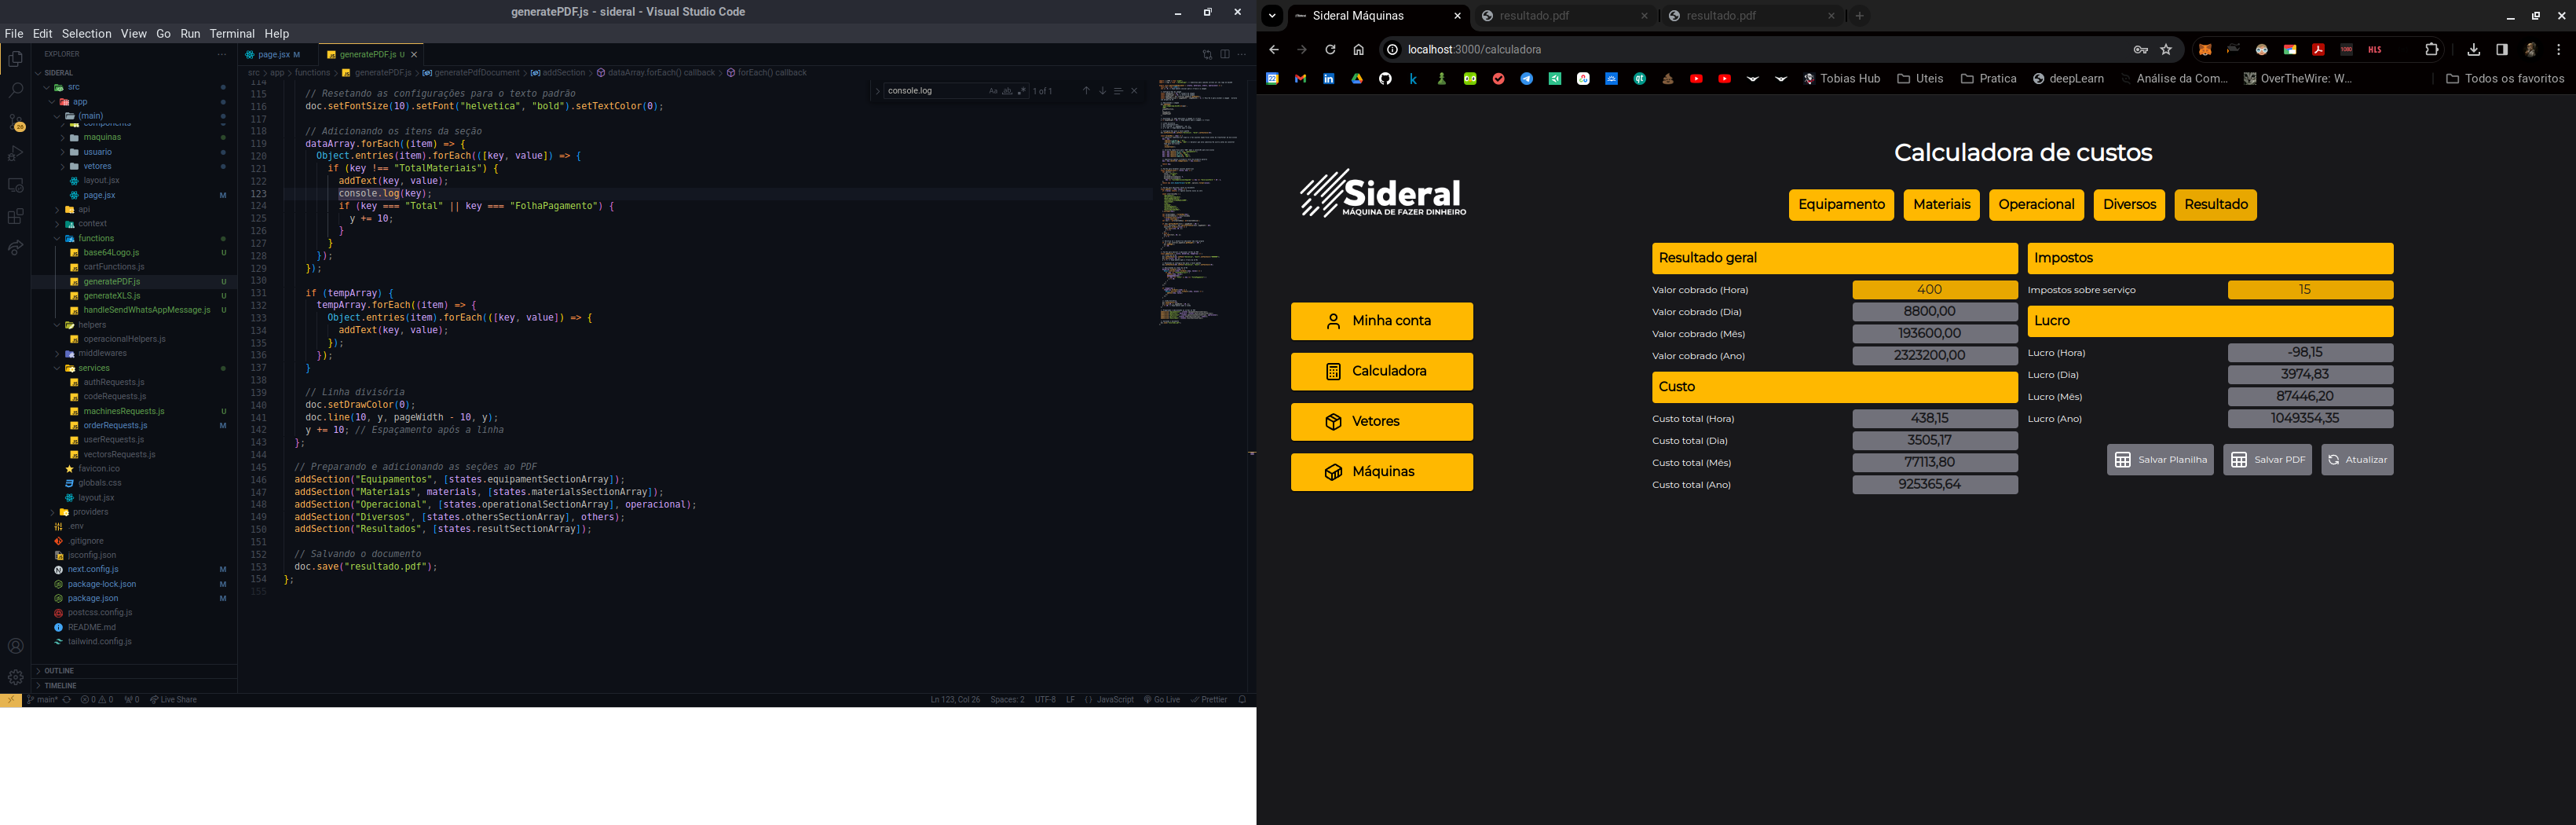 generatePDF.js - sideral - Visual Studio Code
File Edit Selection View Go Run Terminal Help
EXPLORER
SIDERAL
src
app
(main)
components
maquinas
usuario
vetores
layout.jsx
page.jsx M
api
context
functions
base64Logo.js U
cartFunctions.js
generatePDF.js U
generateXLS.js U
handleSendWhatsAppMessage.js U
helpers
operacionalHelpers.js
middlewares
services
authRequests.js
codeRequests.js
machinesRequests.js U
orderRequests.js M
userRequests.js
vectorsRequests.js
favicon.ico
globals.css
layout.jsx
providers
.env
.gitignore
jsconfig.json
next.config.js M
package-lock.json M
package.json M
postcss.config.js
README.md
tailwind.config.js
OUTLINE
TIMELINE
page.jsx M
generatePDF.js U
src > app > functions > generatePDF.js > generatePdfDocument > addSection > dataArray.forEach() callback > forEach() callback
console.log
1 of 1
114
115 // Resetando as configurações para o texto padrão
116 doc.setFontSize(10).setFont("helvetica", "bold").setTextColor(0);
117
118 // Adicionando os itens da seção
119 dataArray.forEach((item) => {
120 Object.entries(item).forEach(([key, value]) => {
121 if (key !== "TotalMateriais") {
122 addText(key, value);
123 console.log(key);
124 if (key === "Total" || key === "FolhaPagamento") {
125 y += 10;
126 }
127 }
128 });
129 });
130
131 if (tempArray) {
132 tempArray.forEach((item) => {
133 Object.entries(item).forEach(([key, value]) => {
134 addText(key, value);
135 });
136 });
137 }
138
139 // Linha divisória
140 doc.setDrawColor(0);
141 doc.line(10, y, pageWidth - 10, y);
142 y += 10; // Espaçamento após a linha
143 };
144
145 // Preparando e adicionando as seções ao PDF
146 addSection("Equipamentos", [states.equipamentSectionArray]);
147 addSection("Materiais", materials, [states.materialsSectionArray]);
148 addSection("Operacional", [states.operationalSectionArray], operacional);
149 addSection("Diversos", [states.othersSectionArray], others);
150 addSection("Resultados", [states.resultSectionArray]);
151
152 // Salvando o documento
153 doc.save("resultado.pdf");
154 };
155
26
main* 0 0 0 Live Share
Ln 123, Col 26 Spaces: 2 UTF-8 LF {} JavaScript Go Live Prettier
Sideral Máquinas
resultado.pdf
resultado.pdf
localhost:3000/calculadora
Tobias Hub Uteis Pratica deepLearn Análise da Com... OverTheWire: W... Todos os favoritos
Sideral
MÁQUINA DE FAZER DINHEIRO
Minha conta
Calculadora
Vetores
Máquinas
Calculadora de custos
Equipamento Materiais Operacional Diversos Resultado
Resultado geral
Valor cobrado (Hora) 400
Valor cobrado (Dia) 8800,00
Valor cobrado (Mês) 193600,00
Valor cobrado (Ano) 2323200,00
Custo
Custo total (Hora) 438,15
Custo total (Dia) 3505,17
Custo total (Mês) 77113,80
Custo total (Ano) 925365,64
Impostos
Impostos sobre serviço 15
Lucro
Lucro (Hora) -98,15
Lucro (Dia) 3974,83
Lucro (Mês) 87446,20
Lucro (Ano) 1049354,35
Salvar Planilha Salvar PDF Atualizar